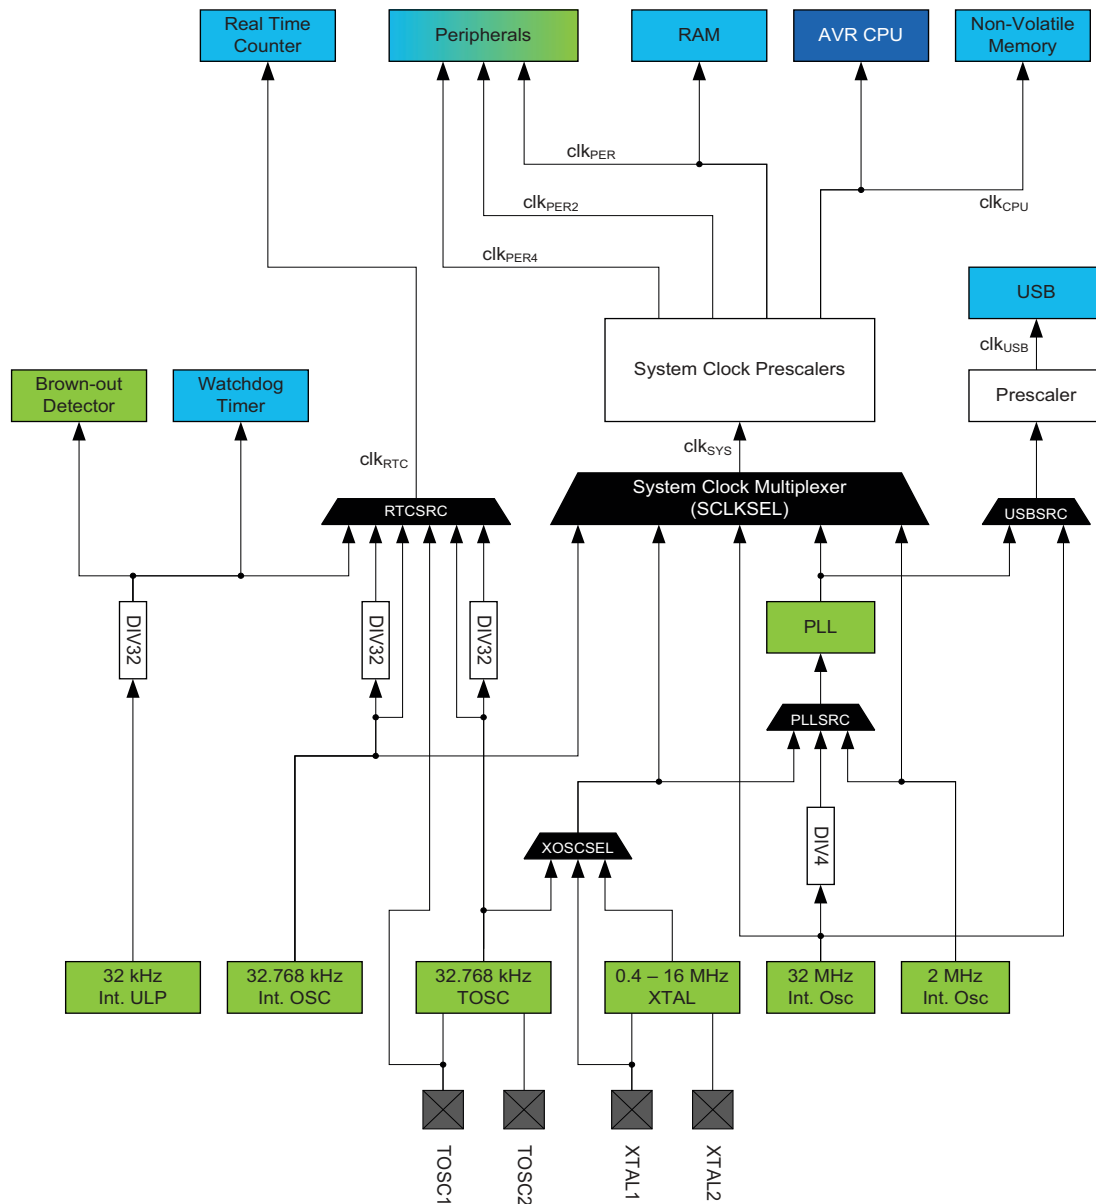 Real Time
Counter
Peripherals
RAM
AVR CPU
Non-Volatile
Memory
clkPER
clkPER2
clkCPU
clkPER4
USB
System Clock Prescalers
clkUSB
Brown-out
Detector
Watchdog
Timer
Prescaler
clkSYS
clkRTC
System Clock Multiplexer
(SCLKSEL)
RTCSRC
USBSRC
DIV32
DIV32
DIV32
PLL
PLLSRC
DIV4
XOSCSEL
32 kHz
Int. ULP
32.768 kHz
Int. OSC
32.768 kHz
TOSC
0.4 – 16 MHz
XTAL
32 MHz
Int. Osc
2 MHz
Int. Osc
TOSC1
TOSC2
XTAL1
XTAL2